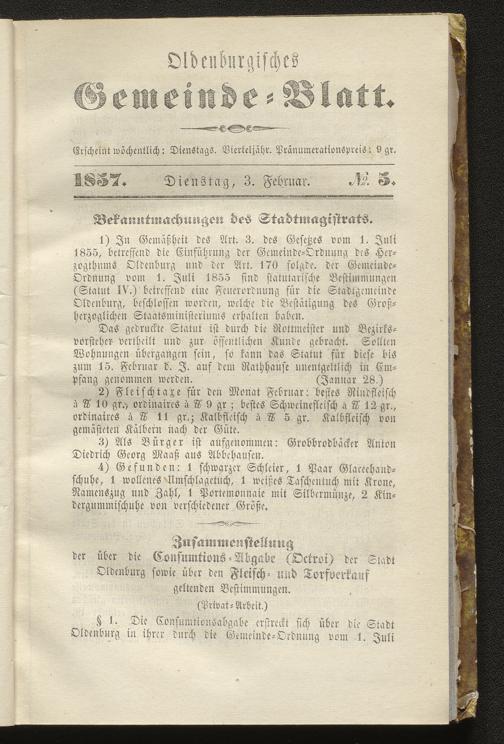 Oldenburgisches
Gemeinde-Blatt.
Erscheint wöchentlich: Dienstags. Vierteljähr. Pränumerationspreis: 9 gr.
1857. Dienstag, 3. Februar. № 5.
Bekanntmachungen des Stadtmagistrats.
1) In Gemäßheit des Art. 3. des Gesetzes vom 1. Juli
1855, betreffend die Einführung der Gemeinde-Ordnung des Her-
zogthums Oldenburg und der Art. 170 folgde. der Gemeinde-
Ordnung vom 1. Juli 1855 sind statutarische Bestimmungen
(Statut IV.) betreffend eine Feuerordnung für die Stadtgemeinde
Oldenburg, beschlossen worden, welche die Bestätigung des Groß-
herzoglichen Staatsministeriums erhalten haben.
Das gedruckte Statut ist durch die Rottmeister und Bezirks-
vorsteher vertheilt und zur öffentlichen Kunde gebracht. Sollten
Wohnungen übergangen sein, so kann das Statut für diese bis
zum 15. Februar d. J. auf dem Rathhause unentgeltlich in Em-
pfang genommen werden. (Januar 28.)
2) Fleischtaxe für den Monat Februar: bestes Rindfleisch
à ℔ 10 gr., ordinaires à ℔ 9 gr; bestes Schweinefleisch à ℔ 12 gr.,
ordinaires à ℔ 11 gr.; Kalbfleisch à ℔ 5 gr. Kalbfleisch von
gemästeten Kälbern nach der Güte.
3) Als Bürger ist aufgenommen: Grobbrodbäcker Anton
Diedrich Georg Maaß aus Abbehausen.
4) Gefunden: 1 schwarzer Schleier, 1 Paar Glaceehand-
schuhe, 1 wollenes Umschlagetuch, 1 weißes Taschentuch mit Krone,
Namenszug und Zahl, 1 Portemonnaie mit Silbermünze, 2 Kin-
dergummischuhe von verschiedener Größe.
Zusammenstellung
der über die Consumtions-Abgabe (Octroi) der Stadt
Oldenburg sowie über den Fleisch- und Torfverkauf
geltenden Bestimmungen.
(Privat-Arbeit.)
§ 1. Die Consumtionsabgabe erstreckt sich über die Stadt
Oldenburg in ihrer durch die Gemeinde-Ordnung vom 1. Juli